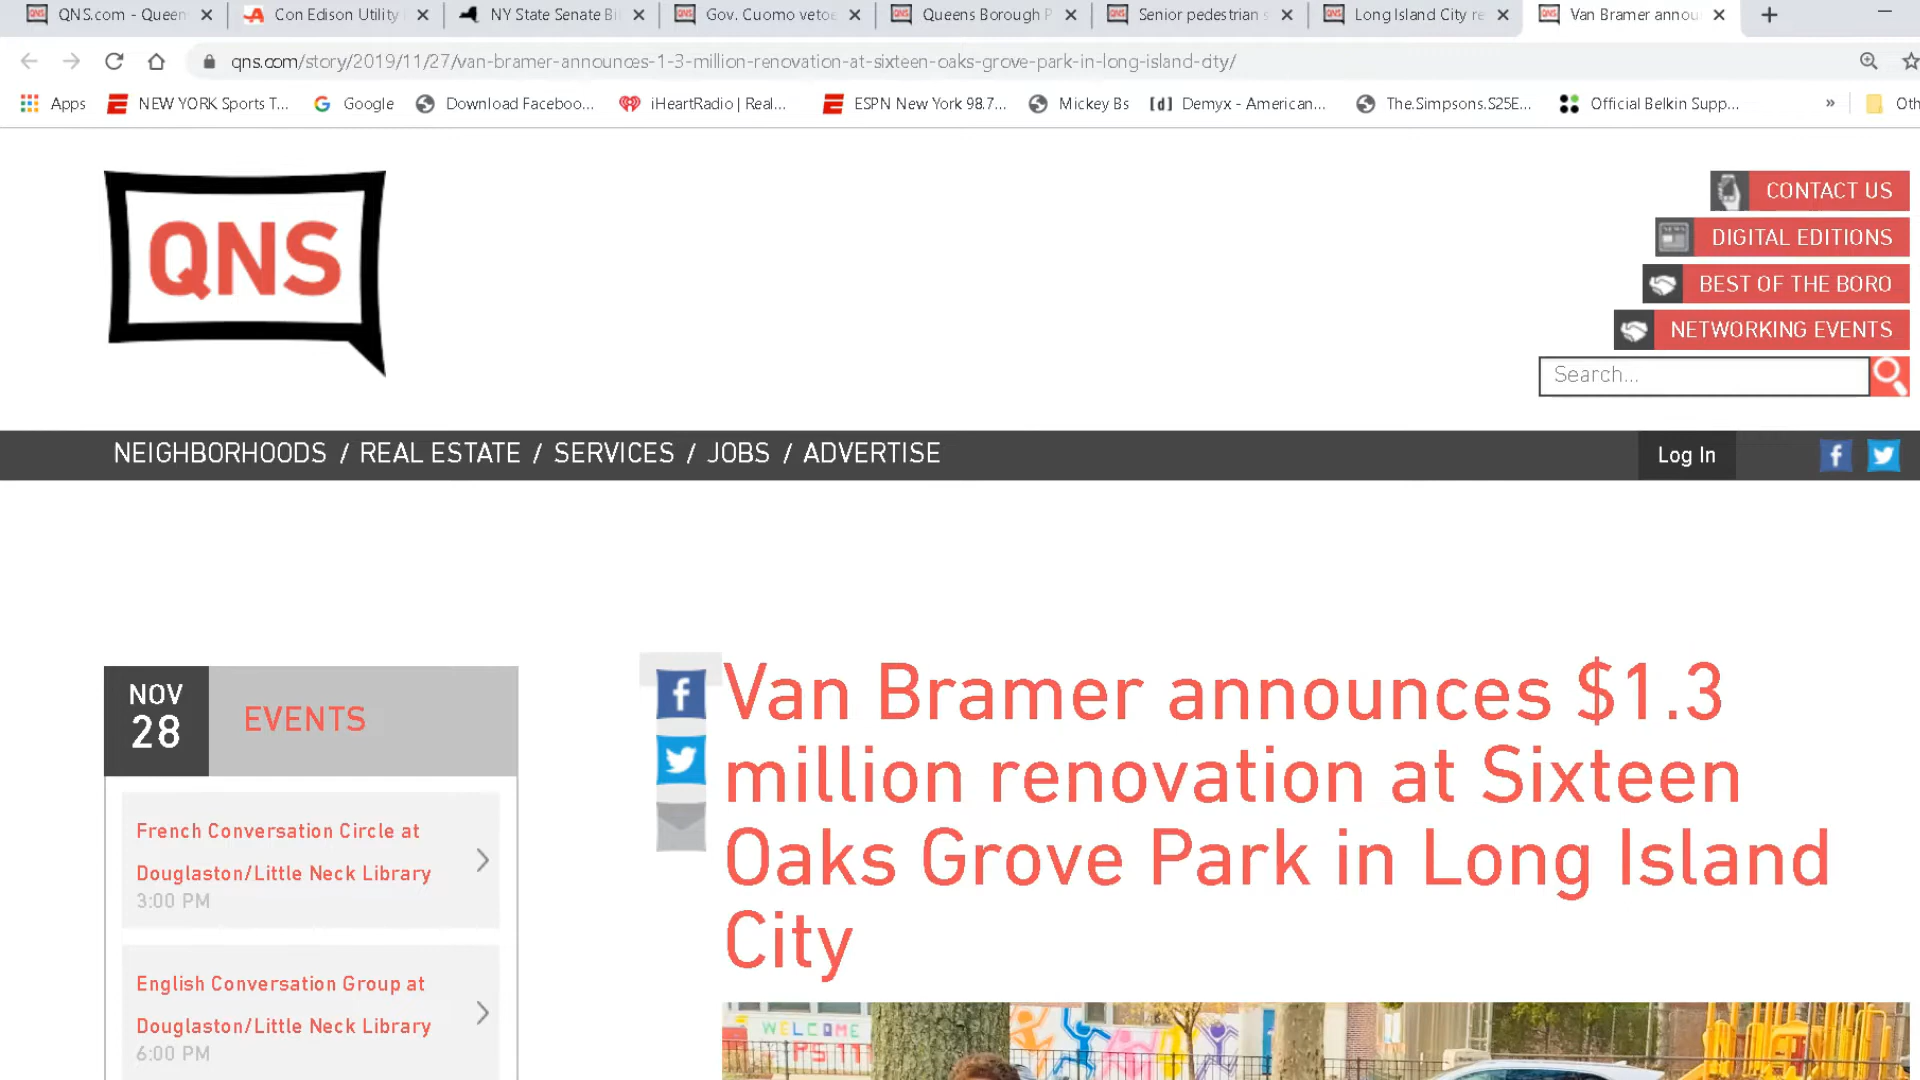 QNS.com - Queen
Con Edison Utility
NY State Senate Bi
Gov. Cuomo vetoe
Queens Borough P
Senior pedestrian s
Long Island City re
Van Bramer annou
qns.com/story/2019/11/27/van-bramer-announces-1-3-million-renovation-at-sixteen-oaks-grove-park-in-long-island-city/
Apps
NEW YORK Sports T...
Google
Download Faceboo...
iHeartRadio | Real...
ESPN New York 98.7...
Mickey Bs
[d] Demyx - American...
The.Simpsons.S25E...
Official Belkin Supp...
»
Oth
QNS
CONTACT US
DIGITAL EDITIONS
BEST OF THE BORO
NETWORKING EVENTS
Search...
NEIGHBORHOODS / REAL ESTATE / SERVICES / JOBS / ADVERTISE
Log In
NOV
28
EVENTS
French Conversation Circle at
Douglaston/Little Neck Library
3:00 PM
English Conversation Group at
Douglaston/Little Neck Library
6:00 PM
Van Bramer announces $1.3
million renovation at Sixteen
Oaks Grove Park in Long Island
City
WELCOME
PS 111